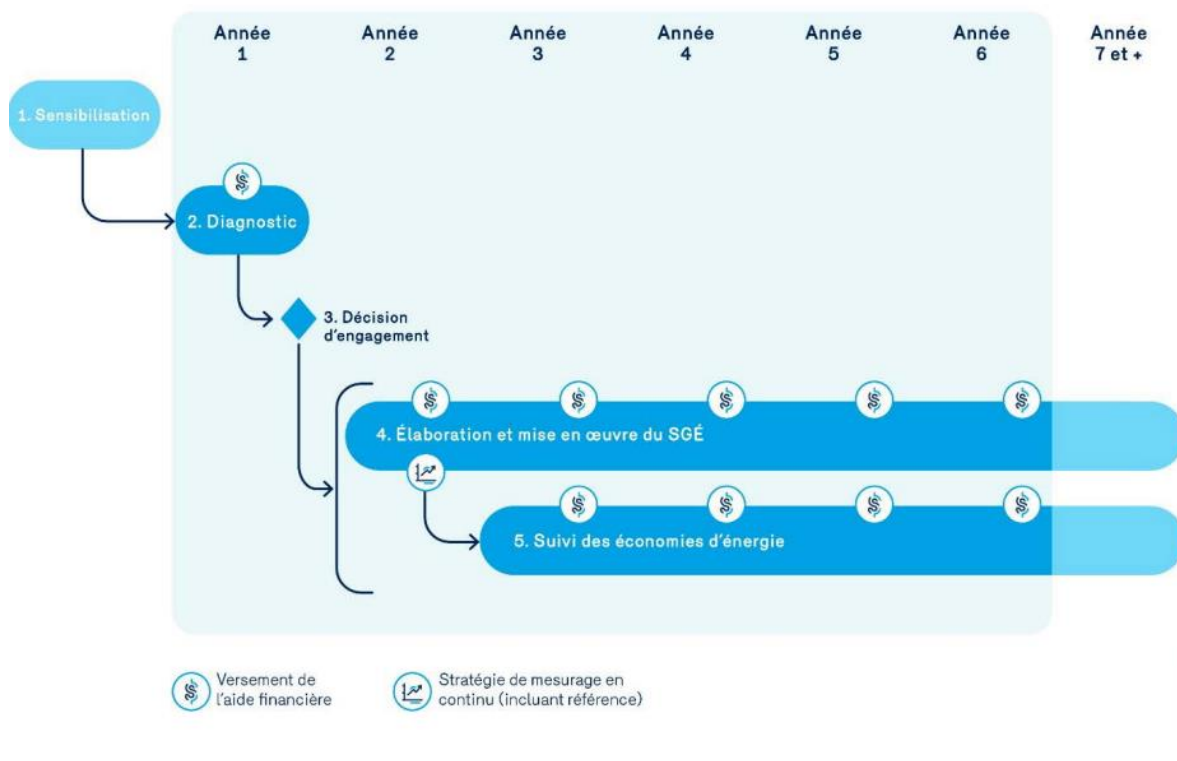 Année
1
Année
2
Année
3
Année
4
Année
5
Année
6
Année
7 et +
1. Sensibilisation
2. Diagnostic
3. Décision
d'engagement
4. Élaboration et mise en œuvre du SGÉ
5. Suivi des économies d'énergie
Versement de
l'aide financière
Stratégie de mesurage en
continu (incluant référence)